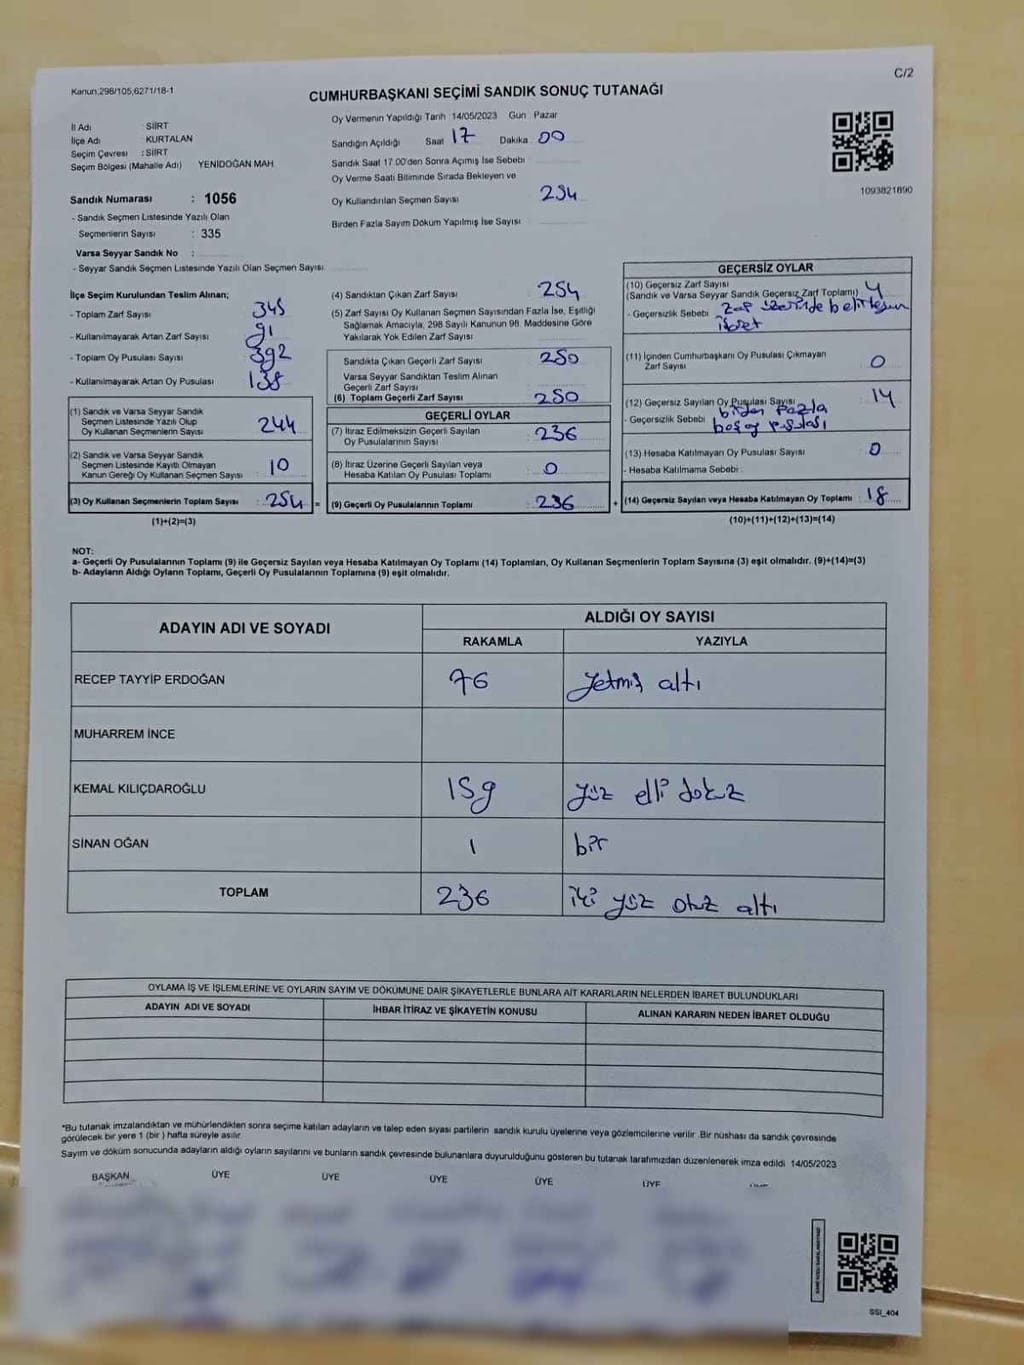 C/2
Kanun:298/105,6271/18-1
CUMHURBAŞKANI SEÇİMİ SANDIK SONUÇ TUTANAĞI
İl Adı SİİRT
İlçe Adı KURTALAN
Seçim Çevresi : SİİRT
Seçim Bölgesi (Mahalle Adı) YENİDOĞAN MAH.
Sandık Numarası : 1056
- Sandık Seçmen Listesinde Yazılı Olan
Seçmenlerin Sayısı : 335
Varsa Seyyar Sandık No :
- Seyyar Sandık Seçmen Listesinde Yazılı Olan Seçmen Sayısı
Oy Vermenin Yapıldığı Tarih 14/05/2023 Gün Pazar
Sandığın Açıldığı Saat 17 Dakika 00
Sandık Saat 17.00'den Sonra Açımış İse Sebebi
Oy Verme Saati Bitiminde Sırada Bekleyen ve
Oy Kullandırılan Seçmen Sayısı 254
Birden Fazla Sayım Döküm Yapılmış İse Sayısı
1093821890
İlçe Seçim Kurulundan Teslim Alınan;
- Toplam Zarf Sayısı 345
- Kullanılmayarak Artan Zarf Sayısı 91
- Toplam Oy Pusulası Sayısı 392
- Kullanılmayarak Artan Oy Pusulası 138
(1) Sandık ve Varsa Seyyar Sandık
Seçmen Listesinde Yazılı Olup
Oy Kullanan Seçmenlerin Sayısı 244
(2) Sandık ve Varsa Seyyar Sandık
Seçmen Listesinde Kayıtlı Olmayan
Kanun Gereği Oy Kullanan Seçmen Sayısı 10
(3) Oy Kullanan Seçmenlerin Toplam Sayısı : 254 =
(1)+(2)=(3)
(4) Sandıktan Çıkan Zarf Sayısı 254
(5) Zarf Sayısı Oy Kullanan Seçmen Sayısından Fazla İse, Eşitliği
Sağlamak Amacıyla, 298 Sayılı Kanunun 98. Maddesine Göre
Yakılarak Yok Edilen Zarf Sayısı
Sandıkta Çıkan Geçerli Zarf Sayısı 250
Varsa Seyyar Sandıktan Teslim Alınan
Geçerli Zarf Sayısı
(6) Toplam Geçerli Zarf Sayısı 250
GEÇERLİ OYLAR
(7) İtiraz Edilmeksizin Geçerli Sayılan
Oy Pusulalarının Sayısı 236
(8) İtiraz Üzerine Geçerli Sayılan veya
Hesaba Katılan Oy Pusulası Toplamı 0
(9) Geçerli Oy Pusulalarının Toplamı 236 +
GEÇERSİZ OYLAR
(10) Geçersiz Zarf Sayısı
(Sandık ve Varsa Seyyar Sandık Geçersiz Zarf Toplamı) 4
- Geçersizlik Sebebi : Zarf üzerinde belirleyen
işaret
(11) İçinden Cumhurbaşkanı Oy Pusulası Çıkmayan
Zarf Sayısı 0
(12) Geçersiz Sayılan Oy Pusulası Sayısı 14
- Geçersizlik Sebebi : birden fazla
boş oy pusulası
(13) Hesaba Katılmayan Oy Pusulası Sayısı 0
- Hesaba Katılmama Sebebi :
(14) Geçersiz Sayılan veya Hesaba Katılmayan Oy Toplamı : 18
(10)+(11)+(12)+(13)=(14)
NOT:
a- Geçerli Oy Pusulalarının Toplamı (9) ile Geçersiz Sayılan veya Hesaba Katılmayan Oy Toplamı (14) Toplamları, Oy Kullanan Seçmenlerin Toplam Sayısına (3) eşit olmalıdır. (9)+(14)=(3)
b- Adayların Aldığı Oyların Toplamı, Geçerli Oy Pusulalarının Toplamına (9) eşit olmalıdır.
ADAYIN ADI VE SOYADI ALDIĞI OY SAYISI
RAKAMLA YAZIYLA
RECEP TAYYİP ERDOĞAN 76 yetmiş altı
MUHARREM İNCE
KEMAL KILIÇDAROĞLU 159 yüz elli dokuz
SİNAN OĞAN 1 bir
TOPLAM 236 iki yüz otuz altı
OYLAMA İŞ VE İŞLEMLERİNE VE OYLARIN SAYIM VE DÖKÜMÜNE DAİR ŞİKAYETLERLE BUNLARA AİT KARARLARIN NELERDEN İBARET BULUNDUKLARI
ADAYIN ADI VE SOYADI İHBAR İTİRAZ VE ŞİKAYETİN KONUSU ALINAN KARARIN NEDEN İBARET OLDUĞU
*Bu tutanak imzalandıktan ve mühürlendikten sonra seçime katılan adayların ve talep eden siyasi partilerin sandık kurulu üyelerine veya gözlemcilerine verilir. Bir nüshası da sandık çevresinde
görülecek bir yere 1 (bir ) hafta süreyle asılır.
Sayım ve döküm sonucunda adayların aldığı oyların sayılarını ve bunların sandık çevresinde bulunanlara duyurulduğunu gösteren bu tutanak tarafımızdan düzenlenerek imza edildi 14/05/2023
BAŞKAN ÜYE ÜYE ÜYE ÜYE ÜYE
SSI_404